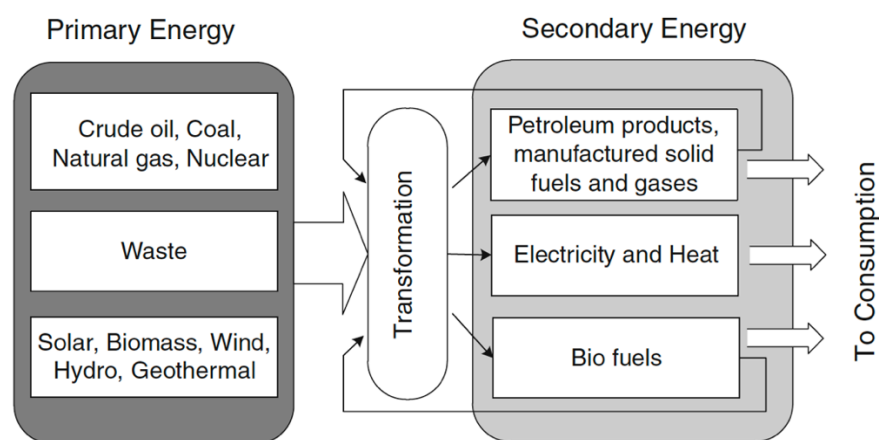 Primary Energy
Secondary Energy
Crude oil, Coal,
Natural gas, Nuclear
Waste
Solar, Biomass, Wind,
Hydro, Geothermal
Transformation
Petroleum products,
manufactured solid
fuels and gases
Electricity and Heat
Bio fuels
To Consumption